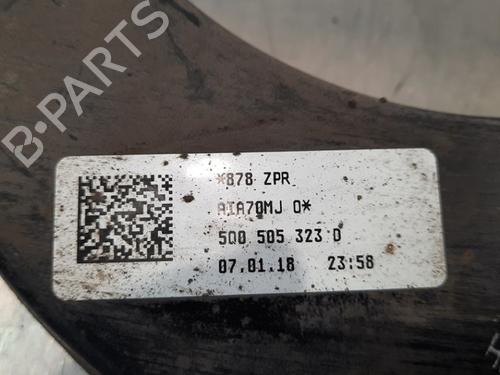 B-PARTS
*878 ZPR
AIA70MJ 0*
5Q0 505 323 D
07.01.18 23:58